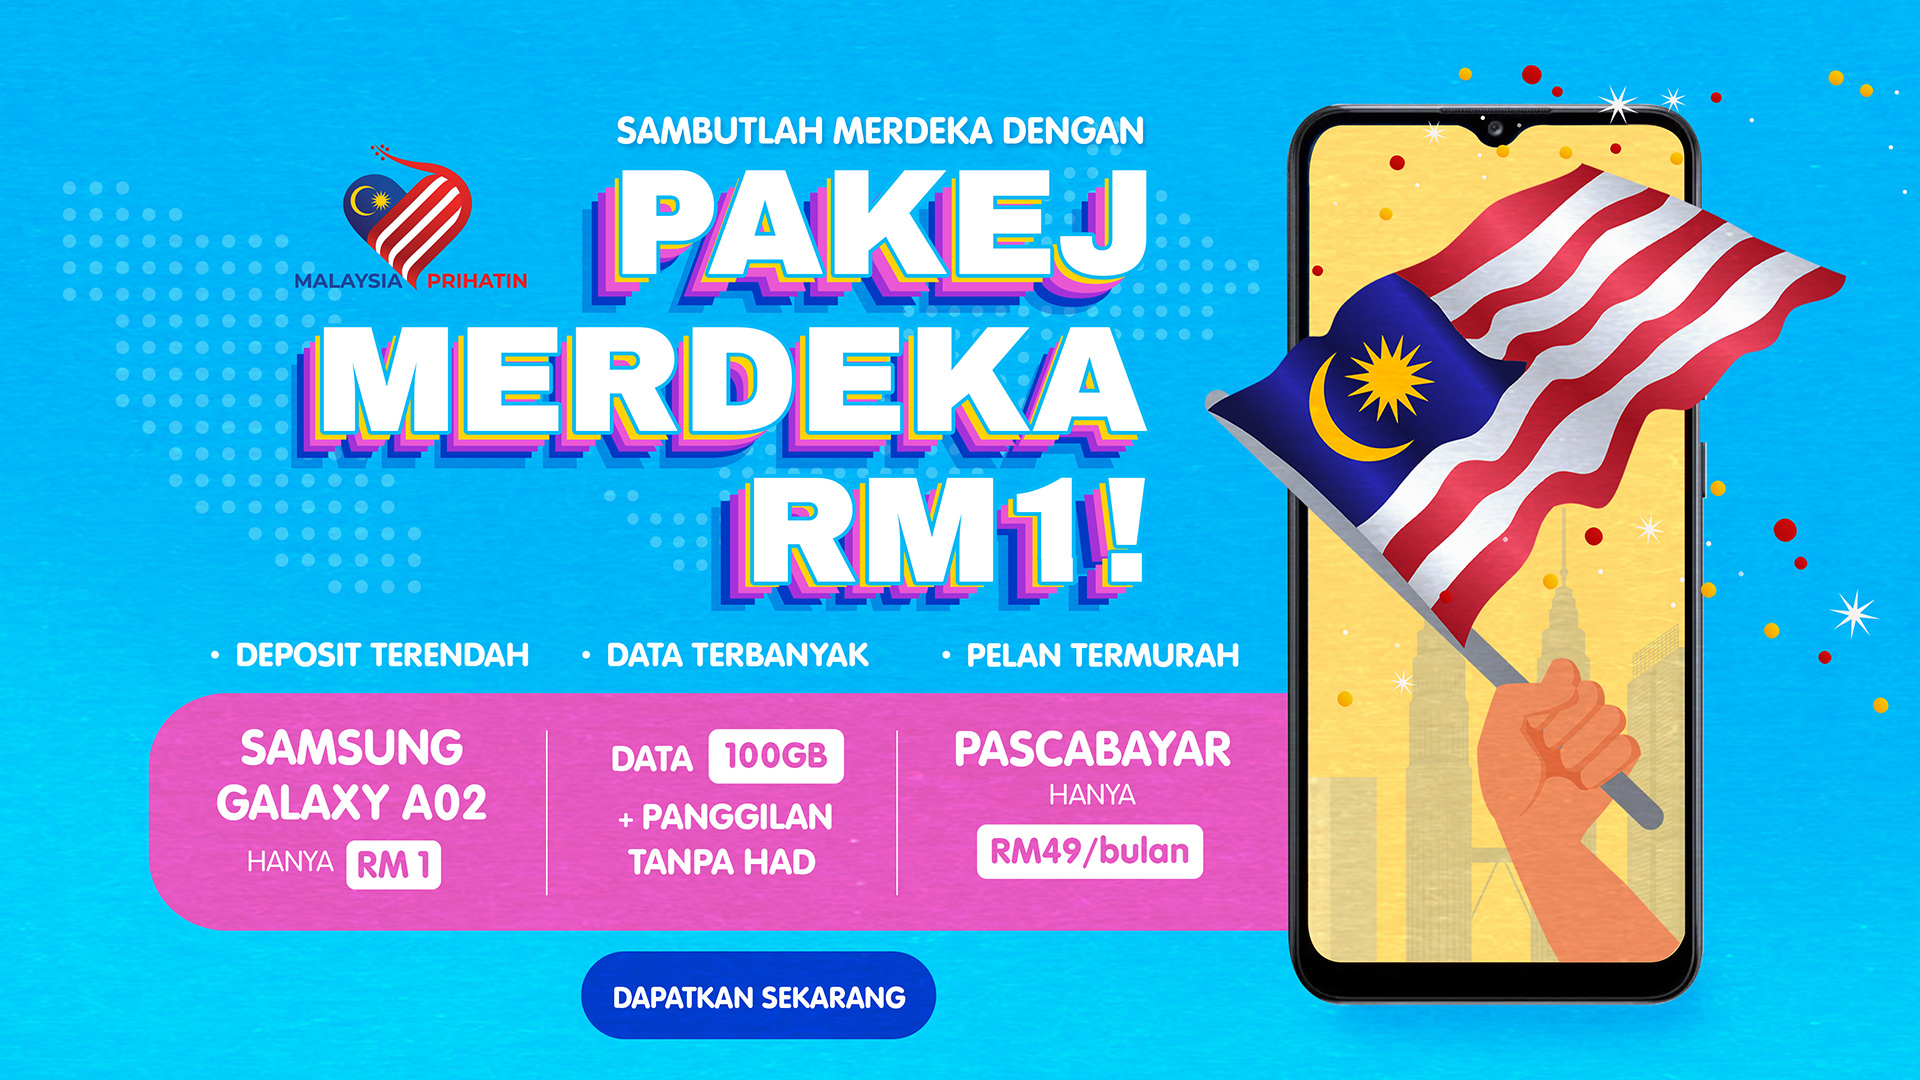 SAMBUTLAH MERDEKA DENGAN
PAKEJ
MERDEKA
RM1!
MALAYSIA PRIHATIN
• DEPOSIT TERENDAH
• DATA TERBANYAK
• PELAN TERMURAH
SAMSUNG
GALAXY A02
HANYA RM 1
DATA 100GB
+ PANGGILAN
TANPA HAD
PASCABAYAR
HANYA
RM49/bulan
DAPATKAN SEKARANG